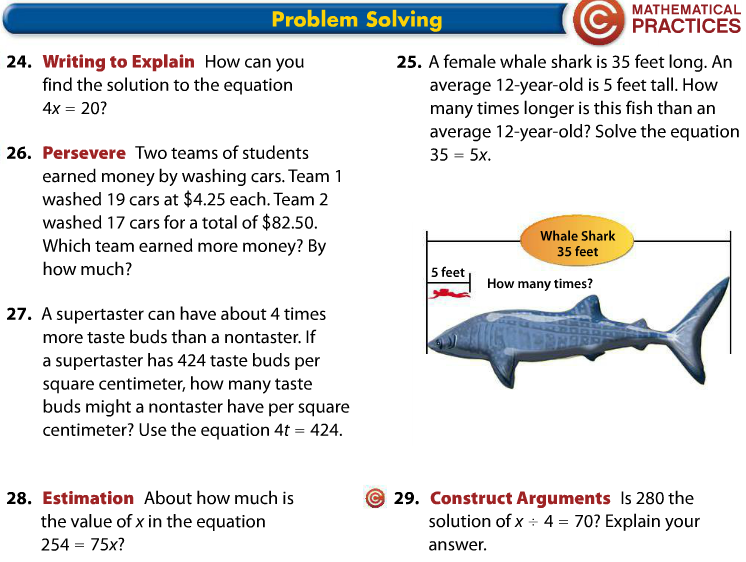 Problem Solving
MATHEMATICAL
PRACTICES
24. Writing to Explain How can you
find the solution to the equation
4x = 20?
25. A female whale shark is 35 feet long. An
average 12-year-old is 5 feet tall. How
many times longer is this fish than an
average 12-year-old? Solve the equation
35 = 5x.
26. Persevere Two teams of students
earned money by washing cars. Team 1
washed 19 cars at $4.25 each. Team 2
washed 17 cars for a total of $82.50.
Which team earned more money? By
how much?
Whale Shark
35 feet
5 feet
How many times?
27. A supertaster can have about 4 times
more taste buds than a nontaster. If
a supertaster has 424 taste buds per
square centimeter, how many taste
buds might a nontaster have per square
centimeter? Use the equation 4t = 424.
28. Estimation About how much is
the value of x in the equation
254 = 75x?
C 29. Construct Arguments Is 280 the
solution of x ÷ 4 = 70? Explain your
answer.